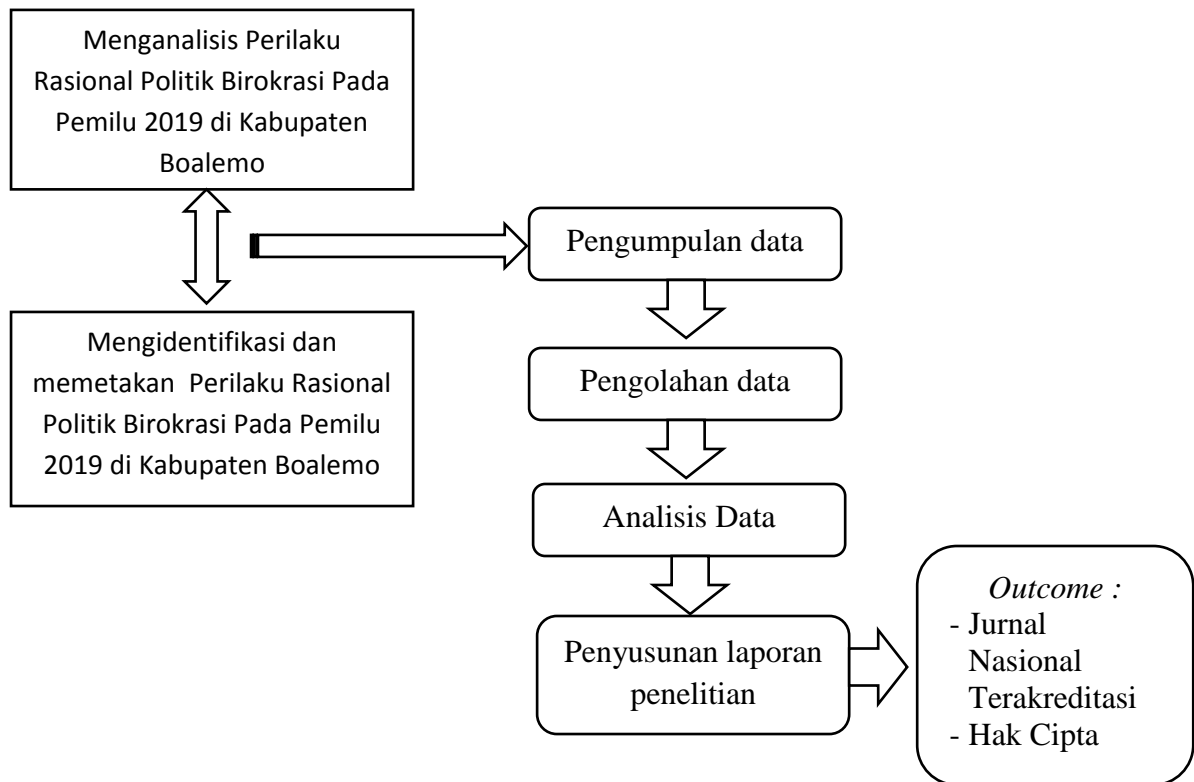 Menganalisis Perilaku
Rasional Politik Birokrasi Pada
Pemilu 2019 di Kabupaten
Boalemo
Mengidentifikasi dan
memetakan Perilaku Rasional
Politik Birokrasi Pada Pemilu
2019 di Kabupaten Boalemo
Pengumpulan data
Pengolahan data
Analisis Data
Penyusunan laporan
penelitian
Outcome :
- Jurnal
Nasional
Terakreditasi
- Hak Cipta